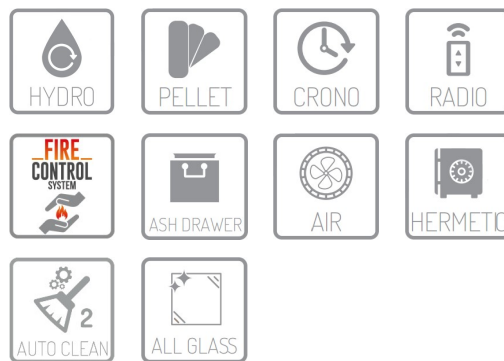 HYDRO
PELLET
CRONO
RADIO
FIRE
CONTROL
SYSTEM
ASH DRAWER
AIR
HERMETIC
2
AUTO CLEAN
ALL GLASS